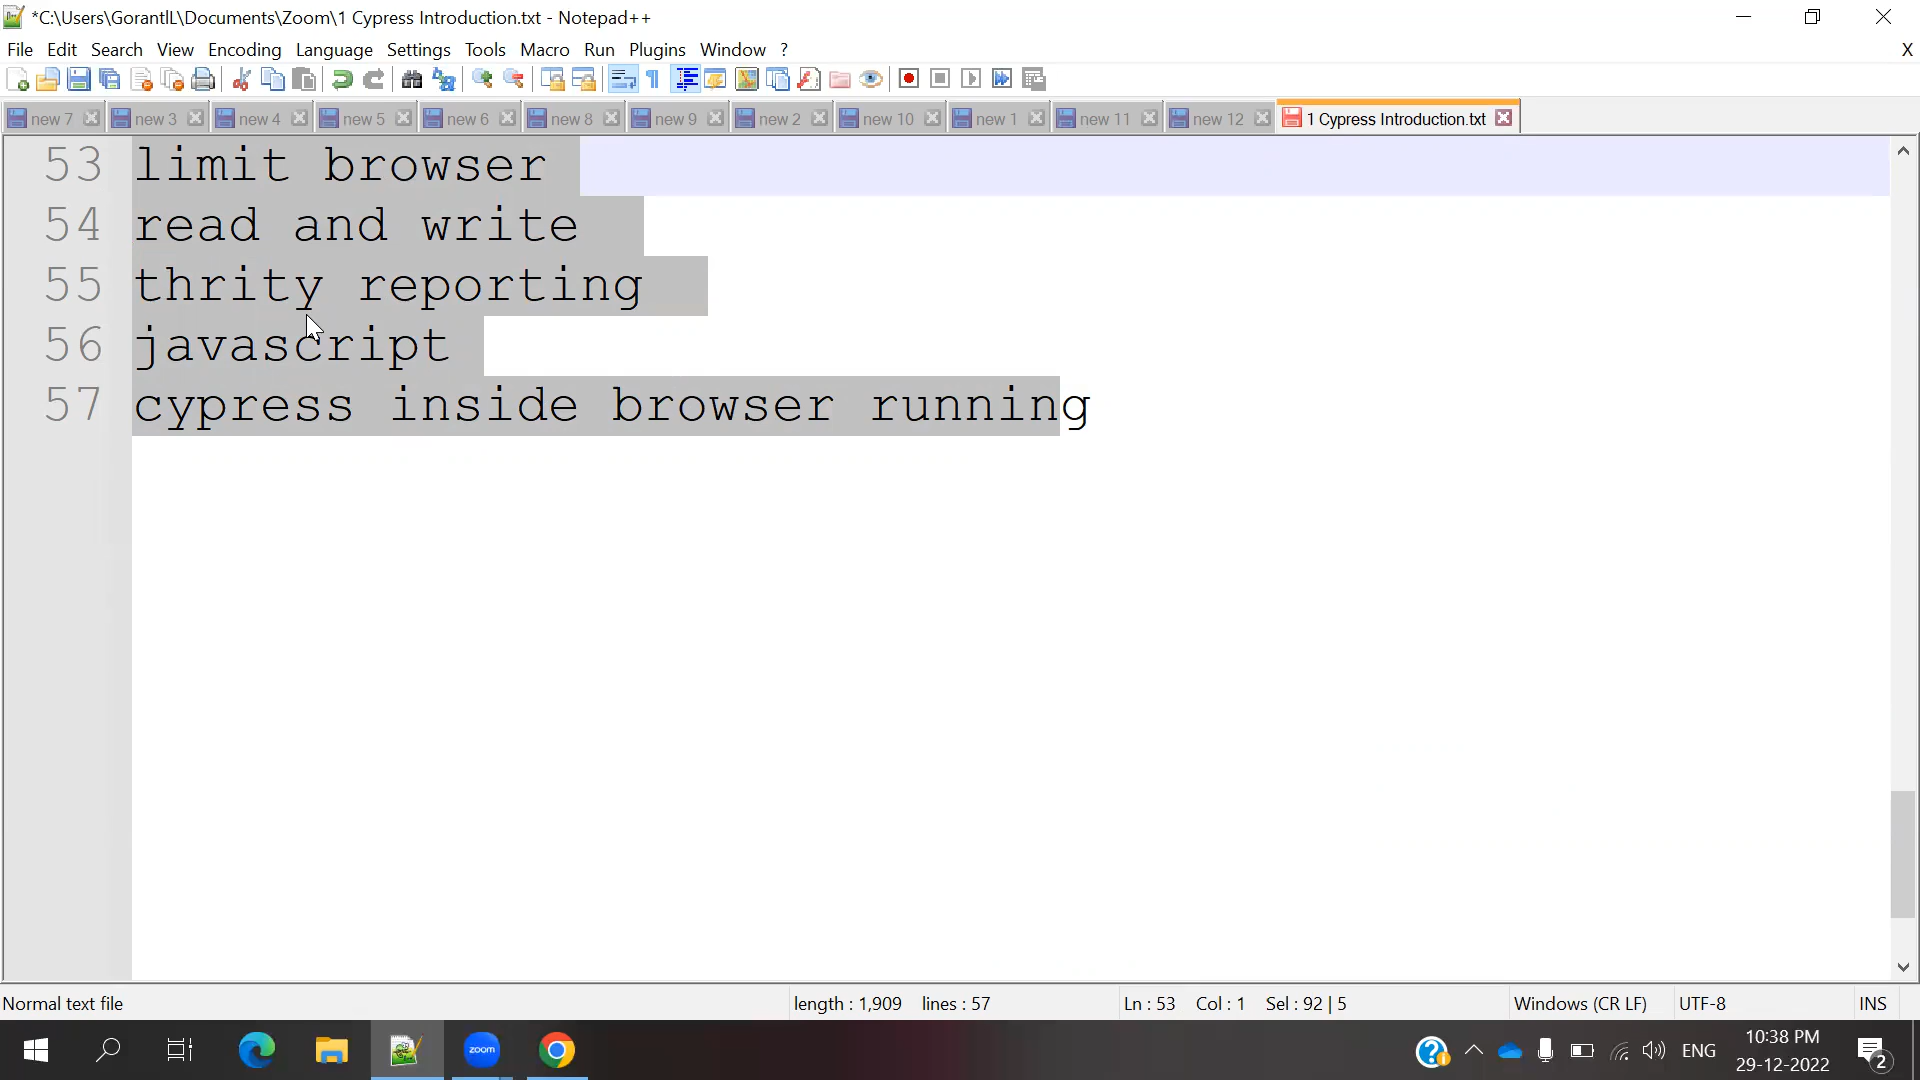 *C:\Users\GorantlL\Documents\Zoom\1 Cypress Introduction.txt - Notepad++
File Edit Search View Encoding Language Settings Tools Macro Run Plugins Window ?
X
new 7 new 3 new 4 new 5 new 6 new 8 new 9 new 2 new 10 new 1 new 11 new 12 1 Cypress Introduction.txt
53 limit browser
54 read and write
55 thrity reporting
56 javascript
57 cypress inside browser running
Normal text file length : 1,909 lines : 57 Ln : 53 Col : 1 Sel : 92 | 5 Windows (CR LF) UTF-8 INS
zoom ENG 10:38 PM
29-12-2022 2